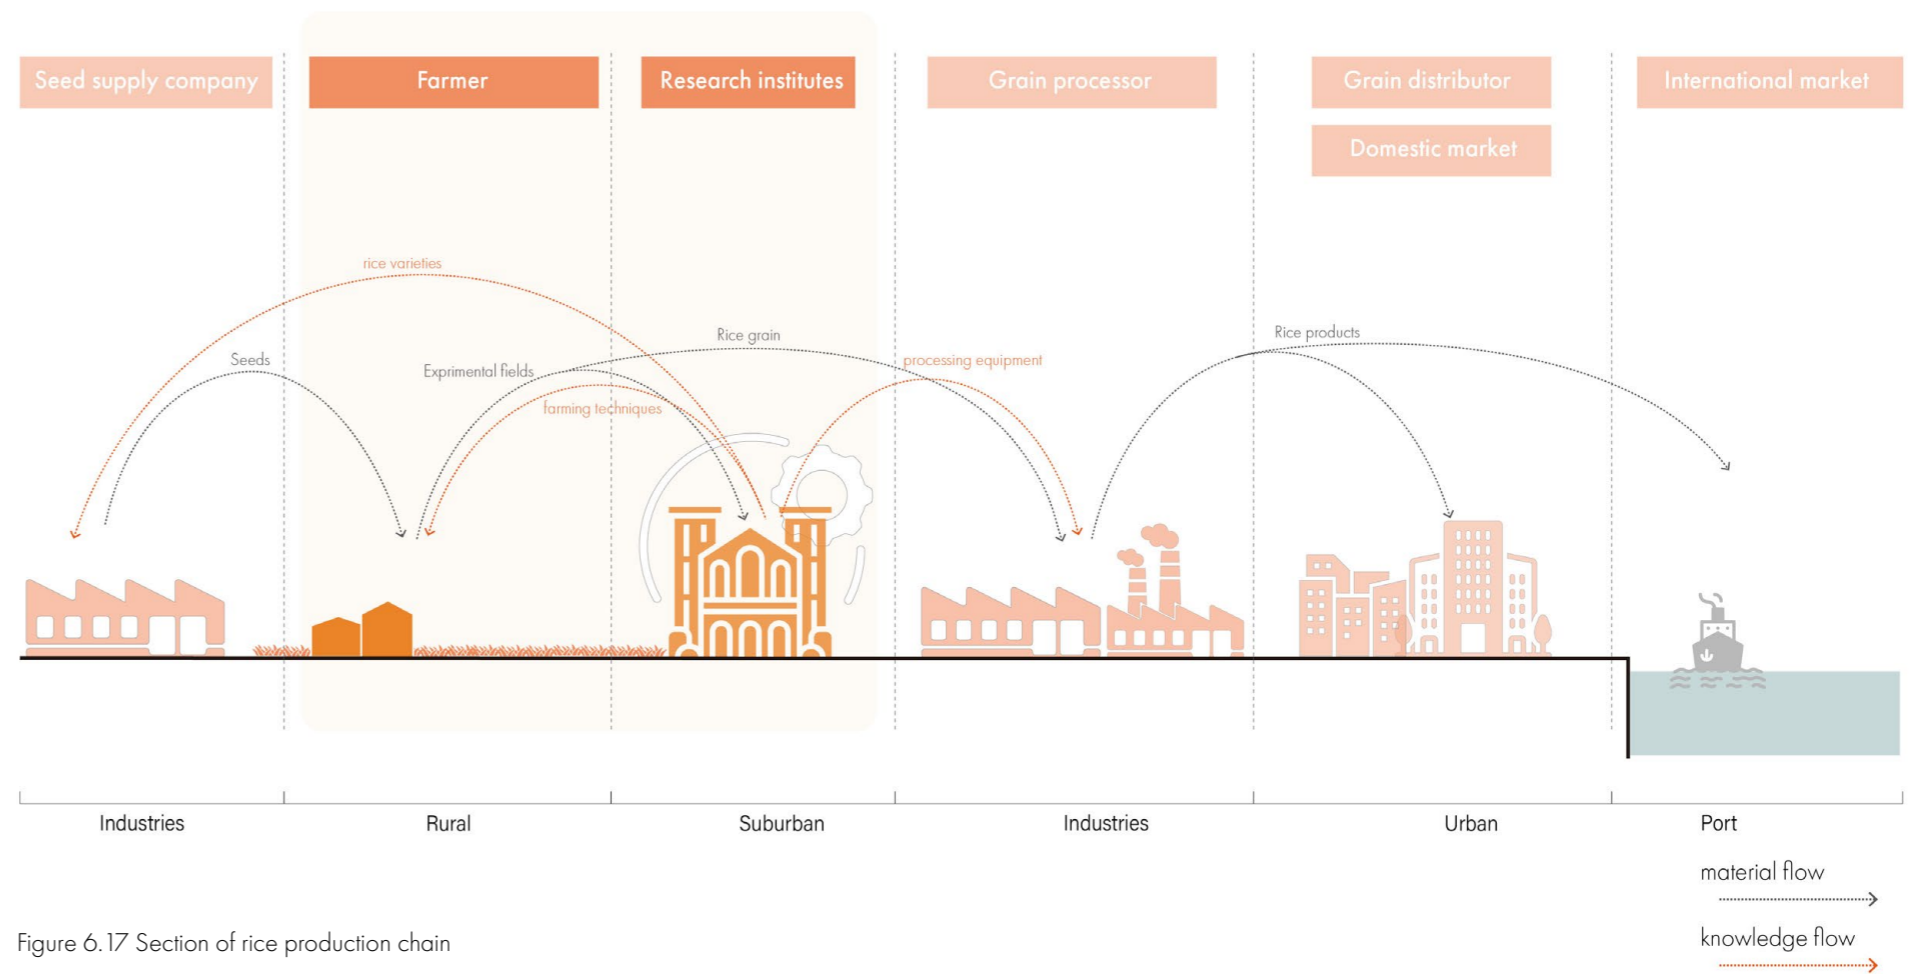 Seed supply company
Farmer
Research institutes
Grain processor
Grain distributor
International market
Domestic market
rice varieties
Seeds
Exprimental fields
farming techniques
Rice grain
processing equipment
Rice products
Industries
Rural
Suburban
Industries
Urban
Port
material flow
knowledge flow
Figure 6.17 Section of rice production chain